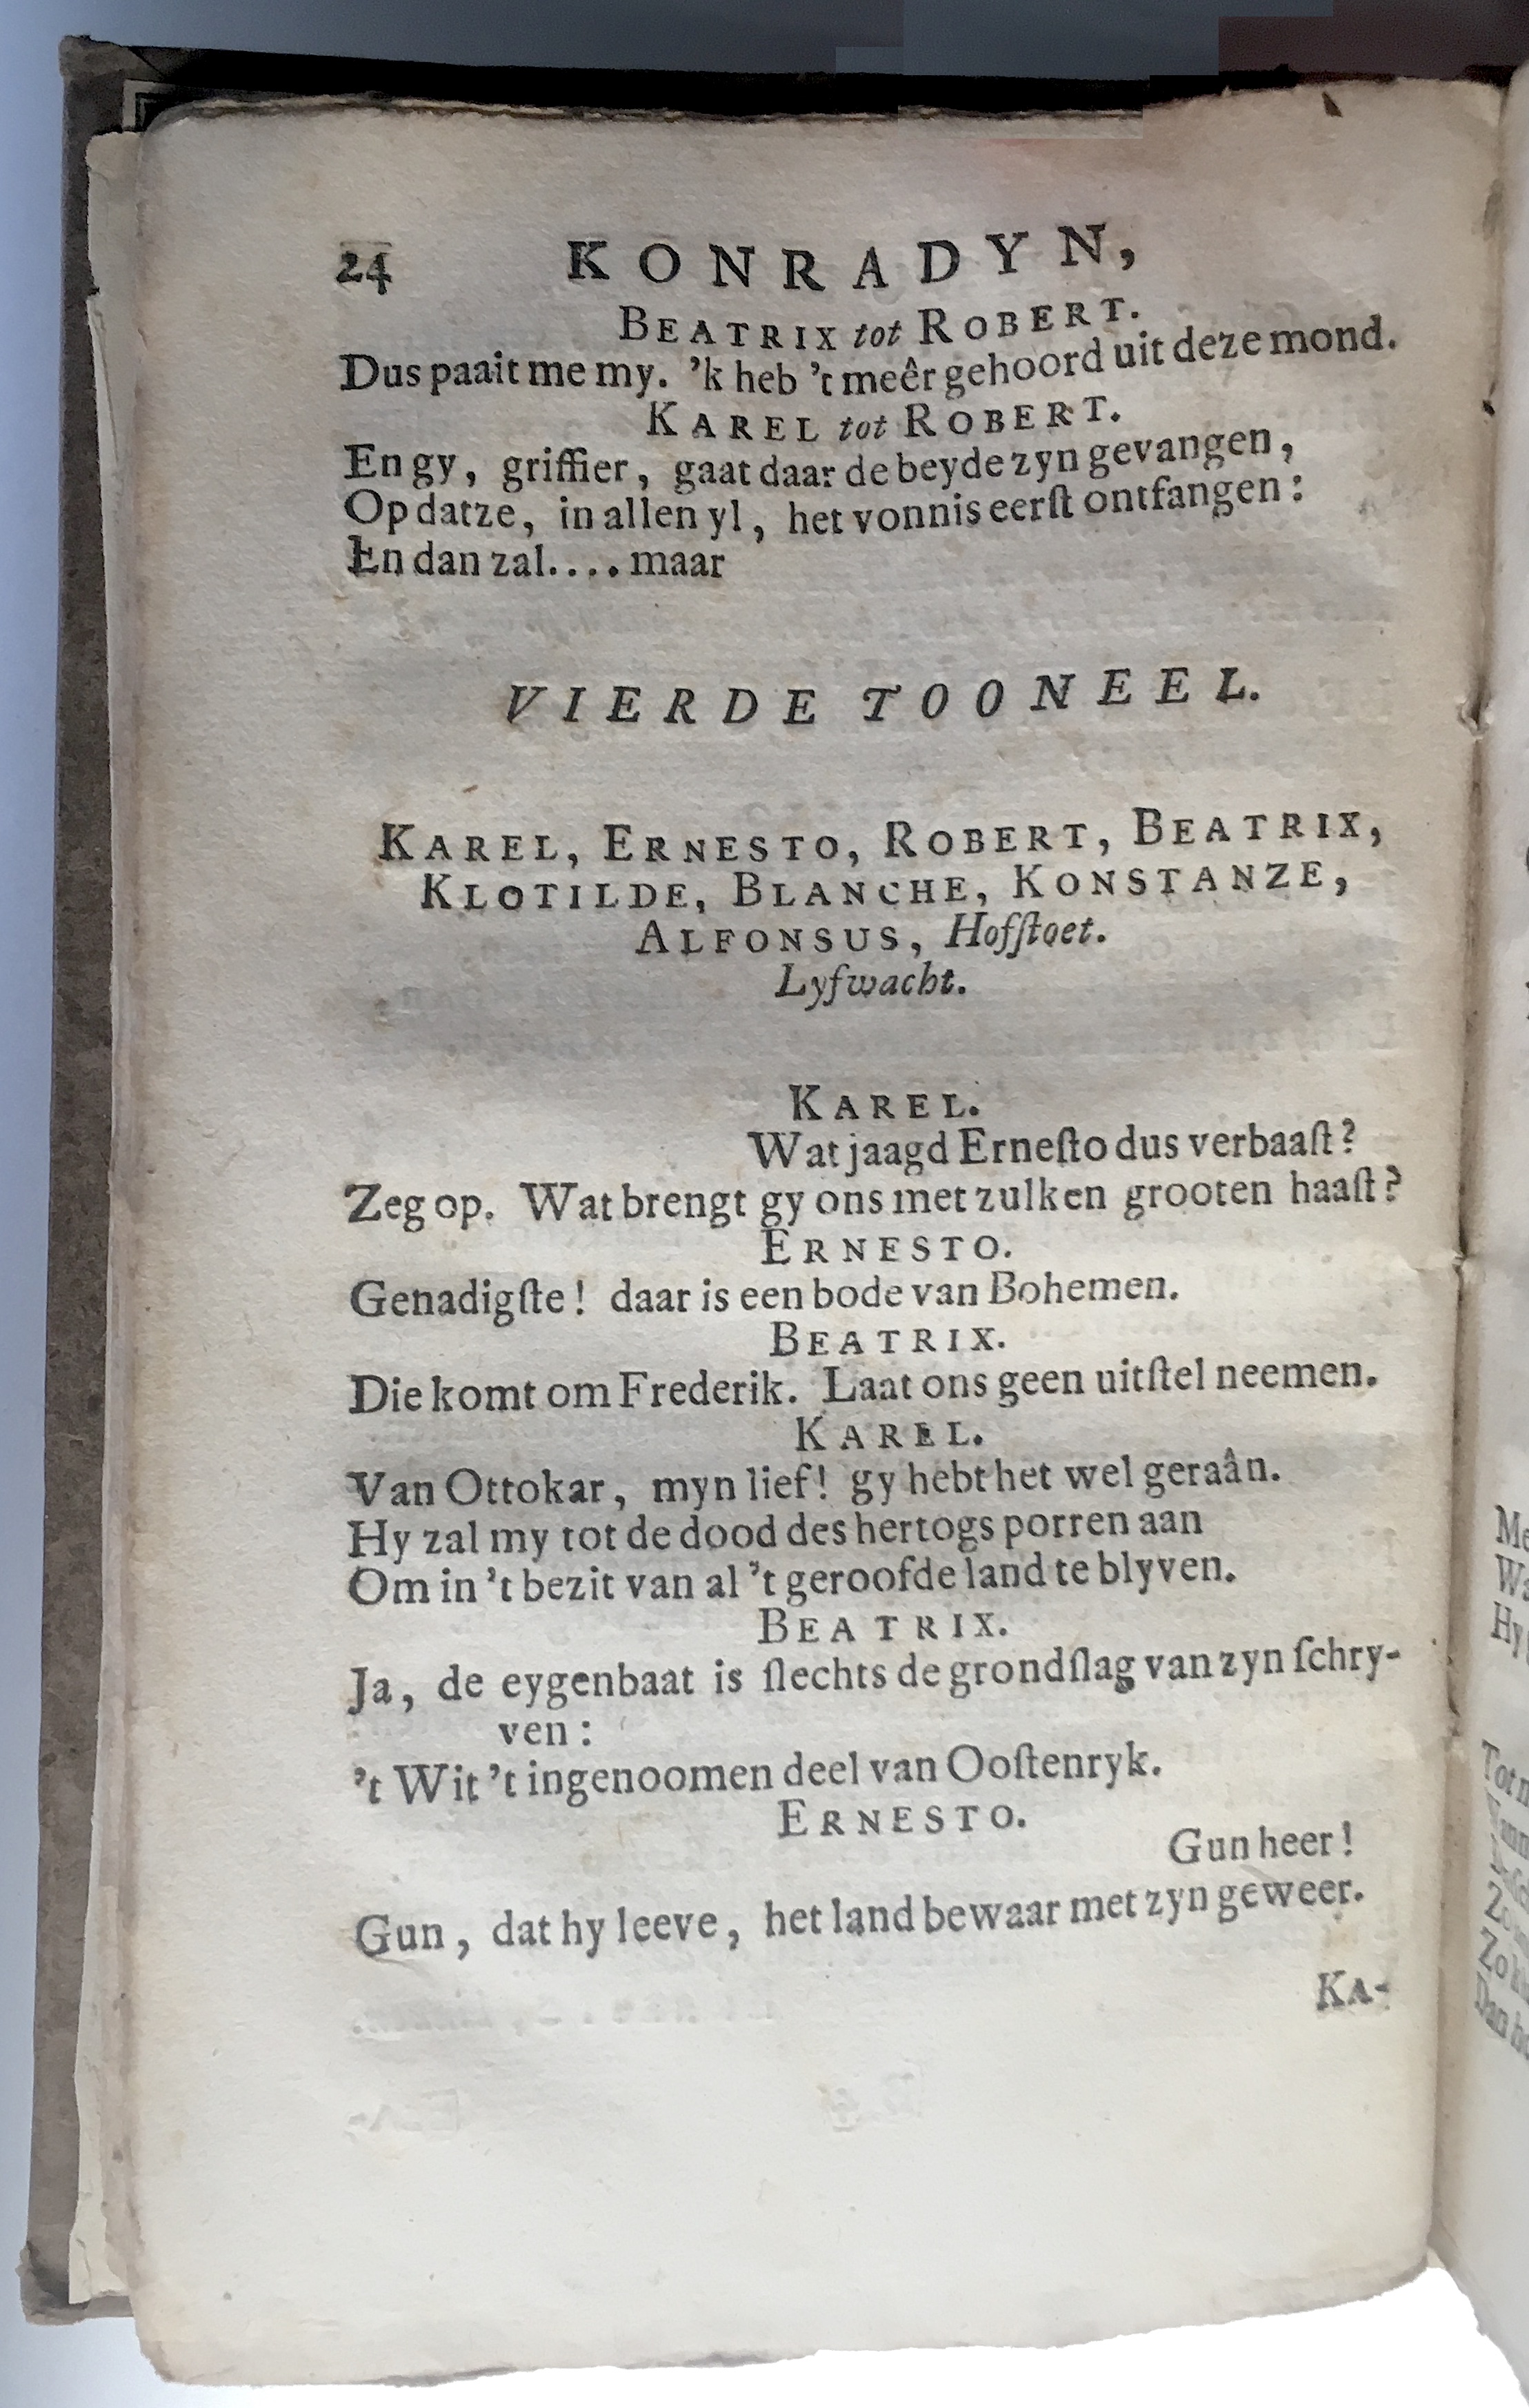 24 KONRADYN,
BEATRIX tot ROBERT.
Dus paait me my. 'k heb 't meêr gehoord uit deze mond.
KAREL tot ROBERT.
En gy, griffier, gaat daar de beyde zyn gevangen,
Op datze, in allen yl, het vonnis eerſt ontfangen:
En dan zal.... maar
VIERDE TOONEEL.
KAREL, ERNESTO, ROBERT, BEATRIX,
KLOTILDE, BLANCHE, KONSTANZE,
ALFONSUS, Hofſtoet.
Lyfwacht.
KAREL.
Wat jaagd Erneſto dus verbaaſt?
Zeg op. Wat brengt gy ons met zulken grooten haaſt?
ERNESTO.
Genadigſte! daar is een bode van Bohemen.
BEATRIX.
Die komt om Frederik. Laat ons geen uitſtel neemen.
KAREL.
Van Ottokar, myn lief! gy hebt het wel geraân.
Hy zal my tot de dood des hertogs porren aan
Om in 't bezit van al 't geroofde land te blyven.
BEATRIX.
Ja, de eygenbaat is ſlechts de grondſlag van zyn ſchry-
ven:
't Wit 't ingenoomen deel van Ooſtenryk.
ERNESTO.
Gun heer!
Gun, dat hy leeve, het land bewaar met zyn geweer.
KA-
Hy